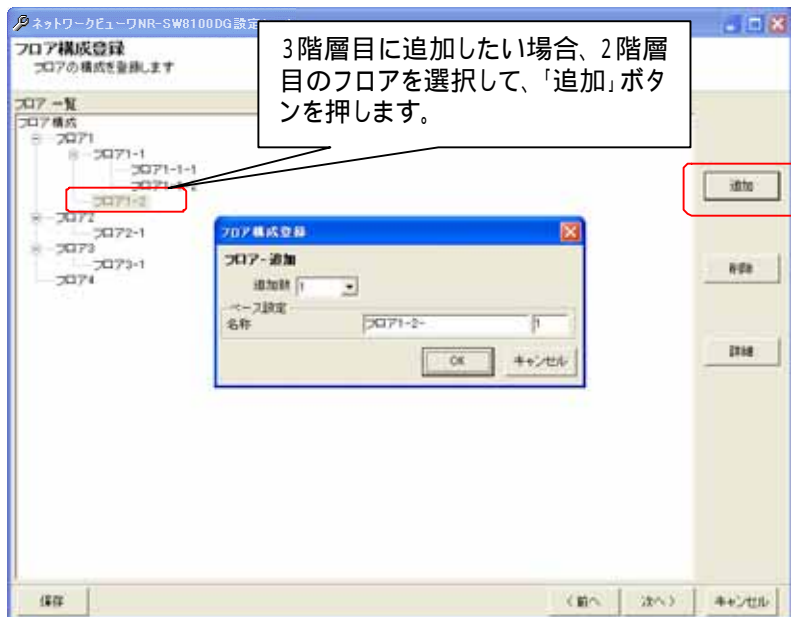 ネットワークビューワNR-SW8100DG設定
フロア構成登録
フロアの構成を登録します
3階層目に追加したい場合、2階層
目のフロアを選択して、「追加」ボタ
ンを押します。
フロア一覧
フロア構成
フロア1
フロア1-1
フロア1-1-1
フロア1-1-2
フロア1-2
フロア2
フロア2-1
フロア3
フロア3-1
フロア4
追加
削除
詳細
フロア構成登録
フロア-追加
追加数 1
ベース設定
名称 フロア1-2- 1
OK キャンセル
保存 <前へ 次へ> キャンセル